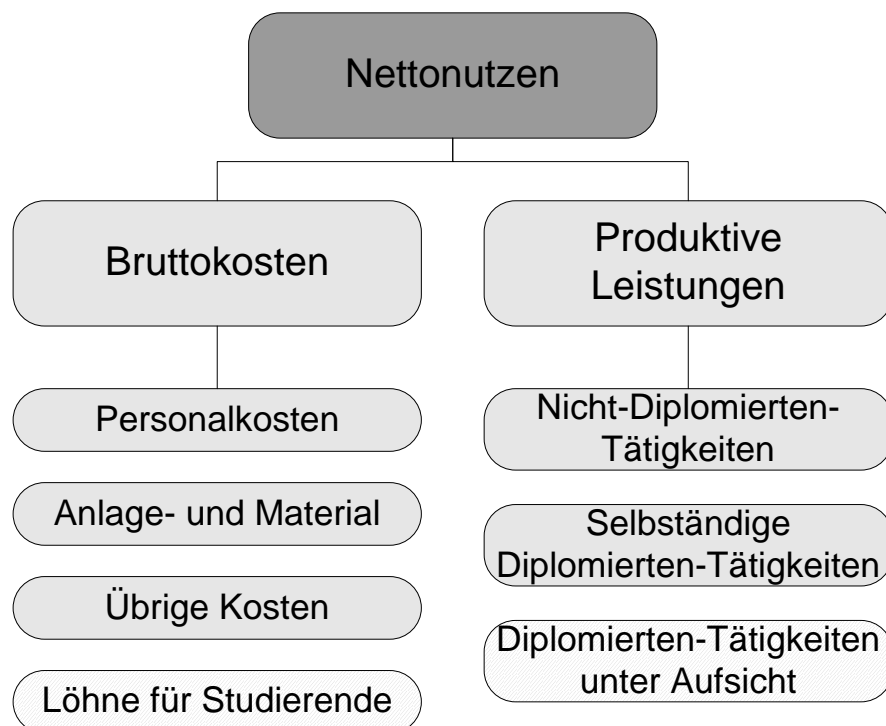 Nettonutzen
Bruttokosten
Produktive
Leistungen
Personalkosten
Anlage- und Material
Übrige Kosten
Löhne für Studierende
Nicht-Diplomierten-
Tätigkeiten
Selbständige
Diplomierten-Tätigkeiten
Diplomierten-Tätigkeiten
unter Aufsicht